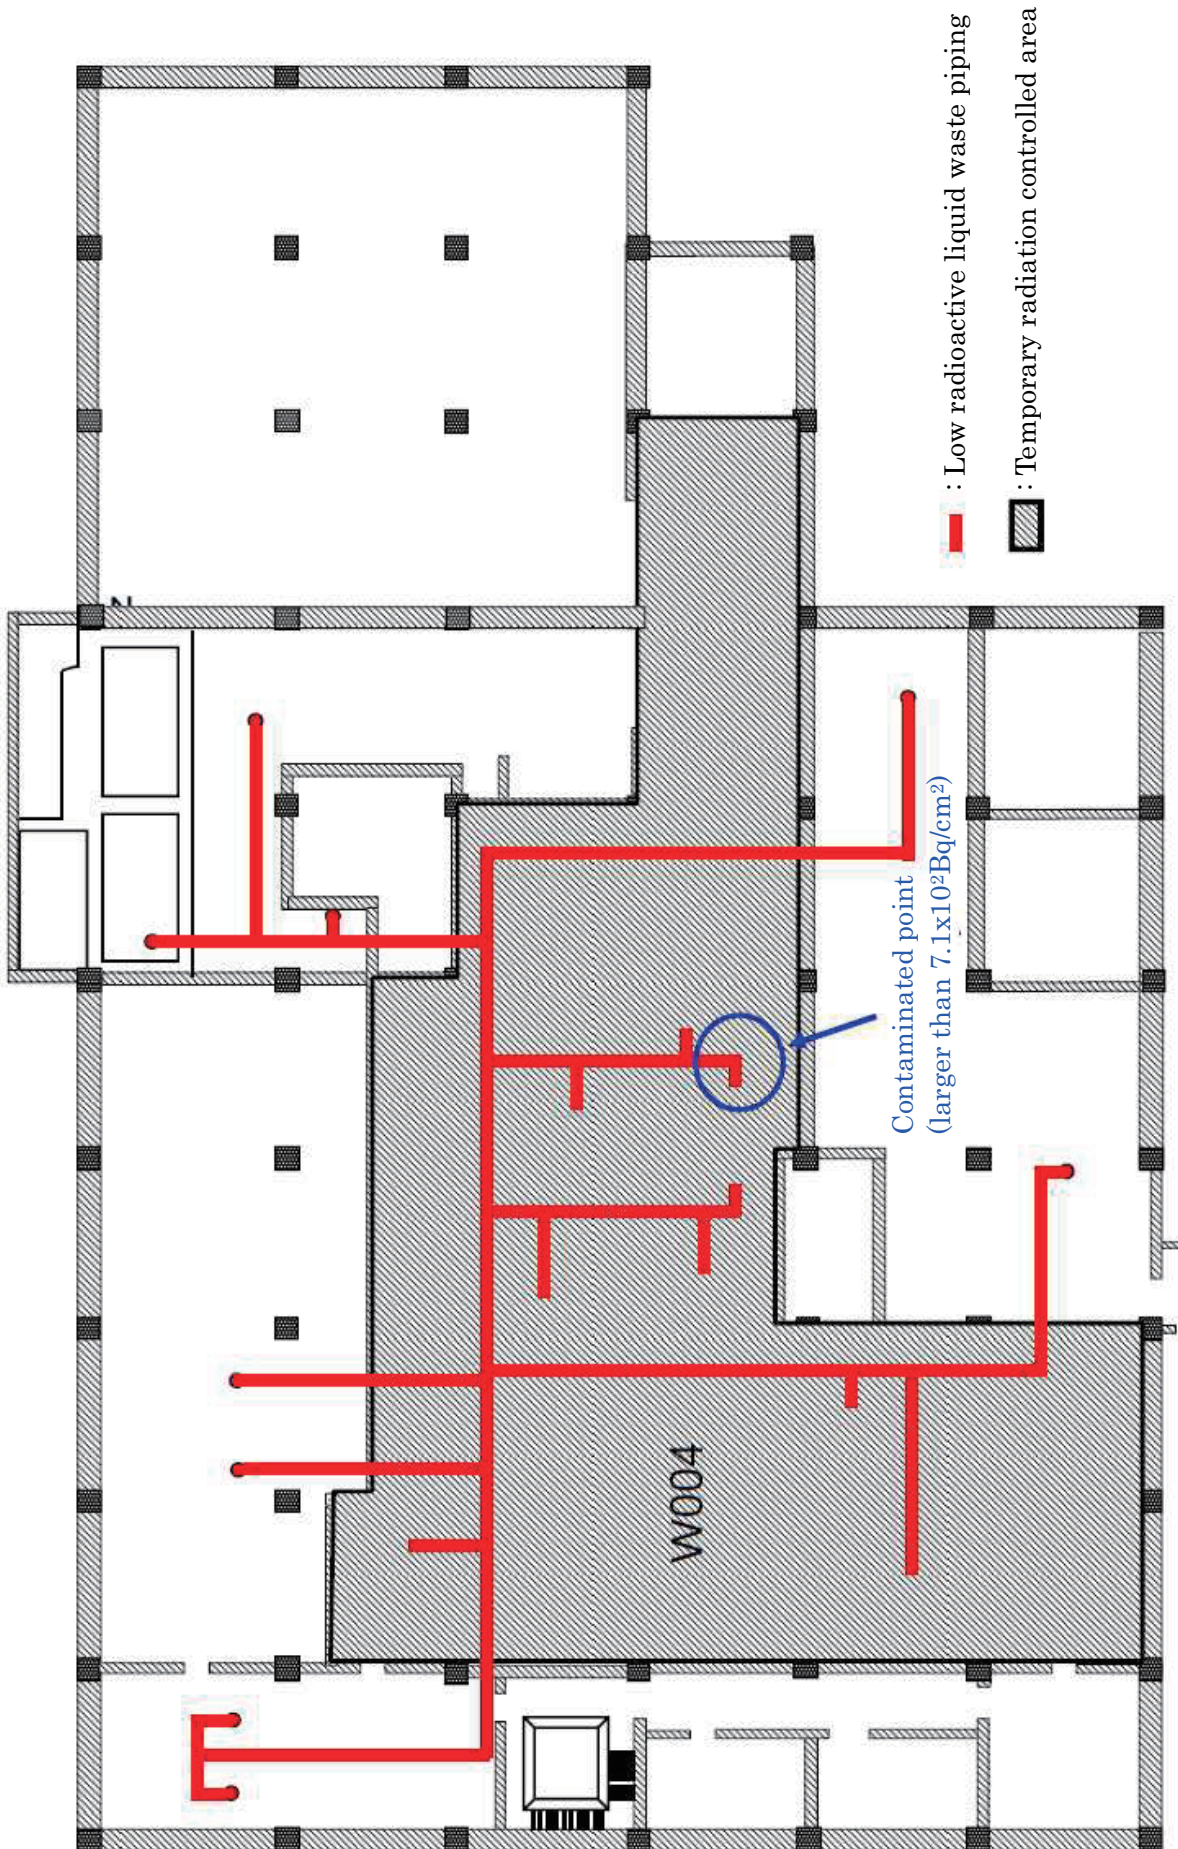 : Low radioactive liquid waste piping
: Temporary radiation controlled area
Contaminated point
(larger than 7.1x10²Bq/cm²)
W004
N